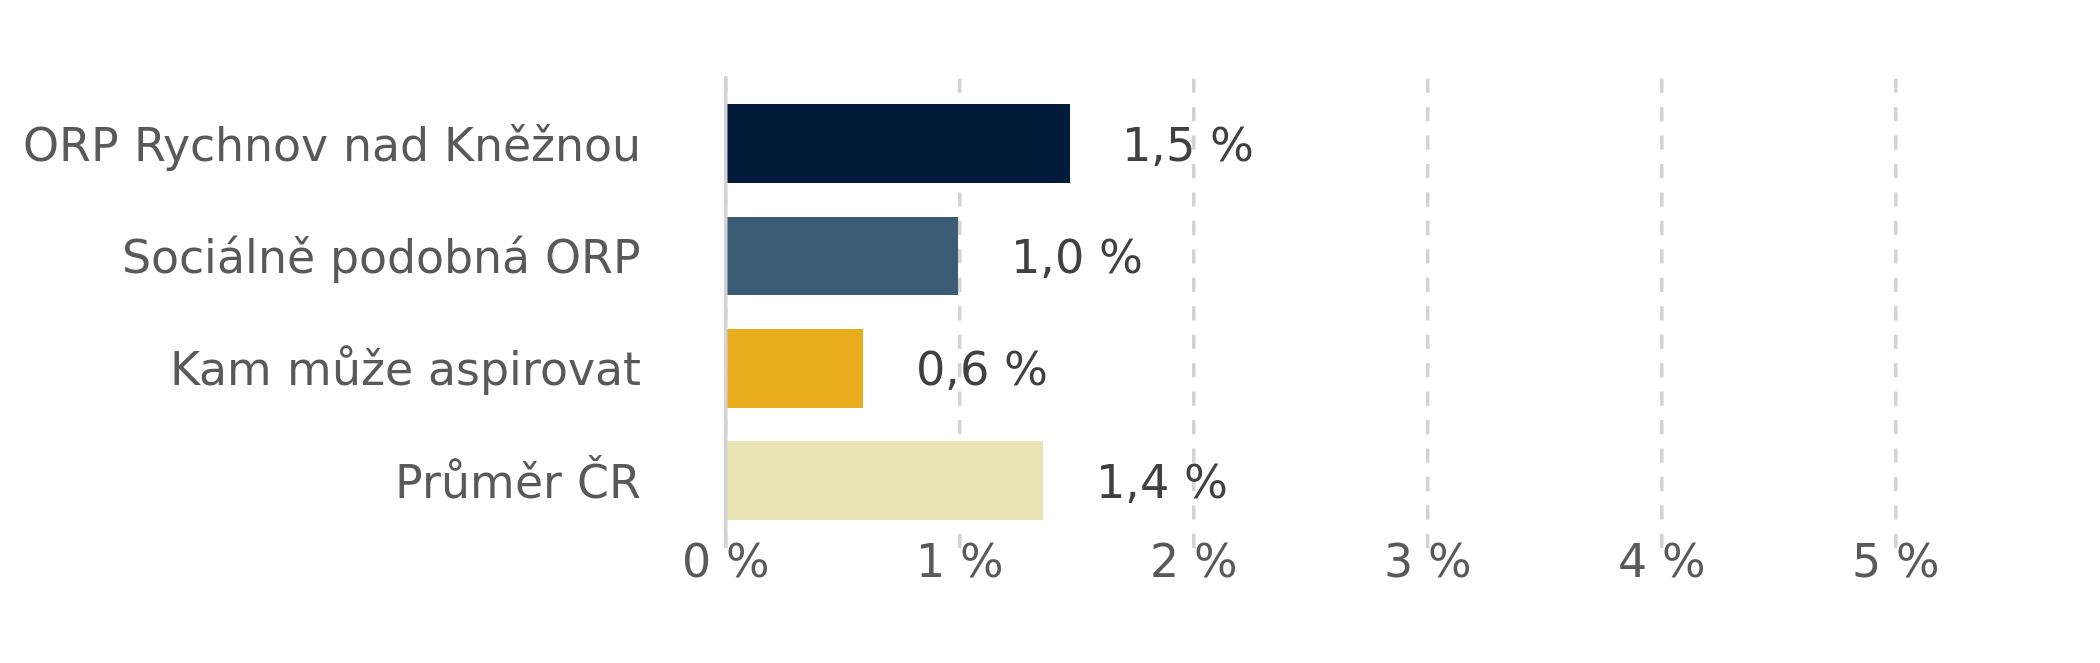 ORP Rychnov nad Kněžnou 1,5 %
Sociálně podobná ORP 1,0 %
Kam může aspirovat 0,6 %
Průměr ČR 1,4 %
0 % 1 % 2 % 3 % 4 % 5 %